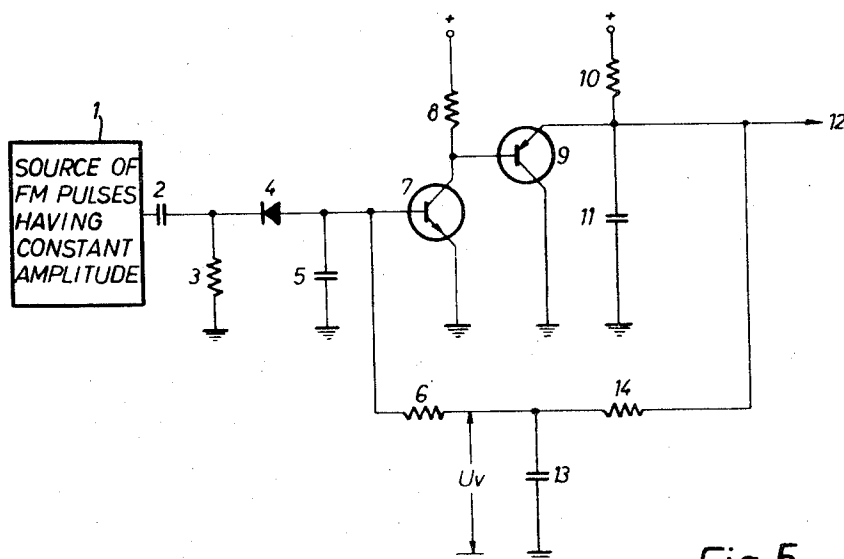 +
+
10
12
8
1
SOURCE OF
FM PULSES
HAVING
CONSTANT
AMPLITUDE
2
4
7
9
3
5
11
6
14
Uv
13
Fig. 5